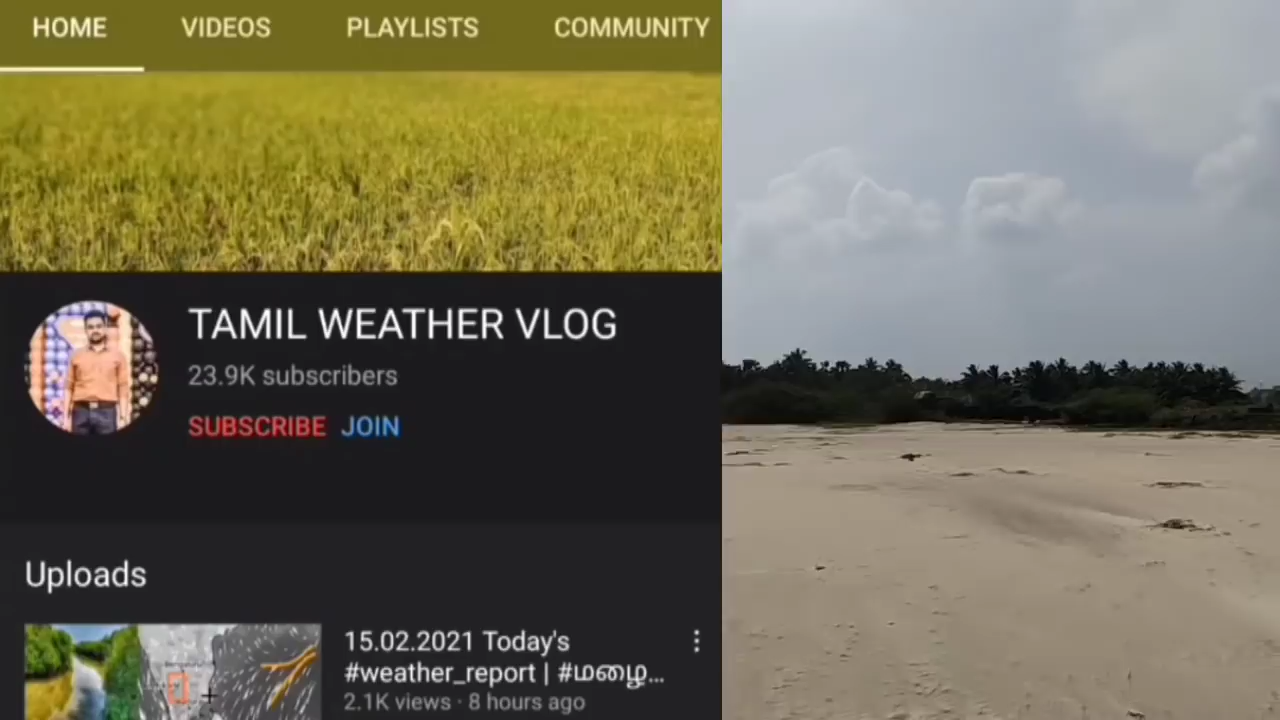 HOME VIDEOS PLAYLISTS COMMUNITY
TAMIL WEATHER VLOG
23.9K subscribers
SUBSCRIBE JOIN
Uploads
15.02.2021 Today's
#weather_report | #மழை...
2.1K views · 8 hours ago